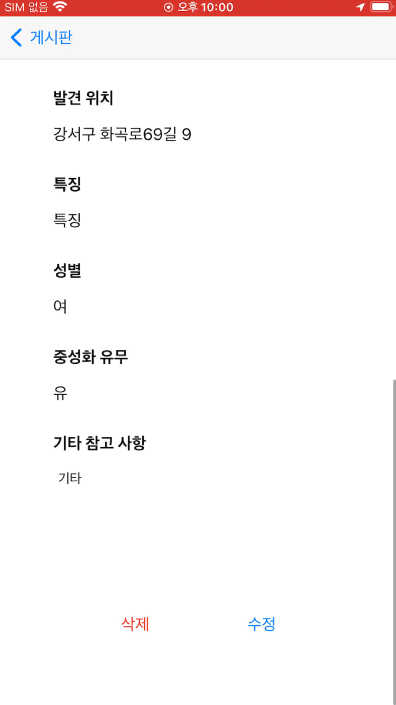 SIM 없음 오후 10:00
게시판
발견 위치
강서구 화곡로69길 9
특징
특징
성별
여
중성화 유무
유
기타 참고 사항
기타
삭제 수정